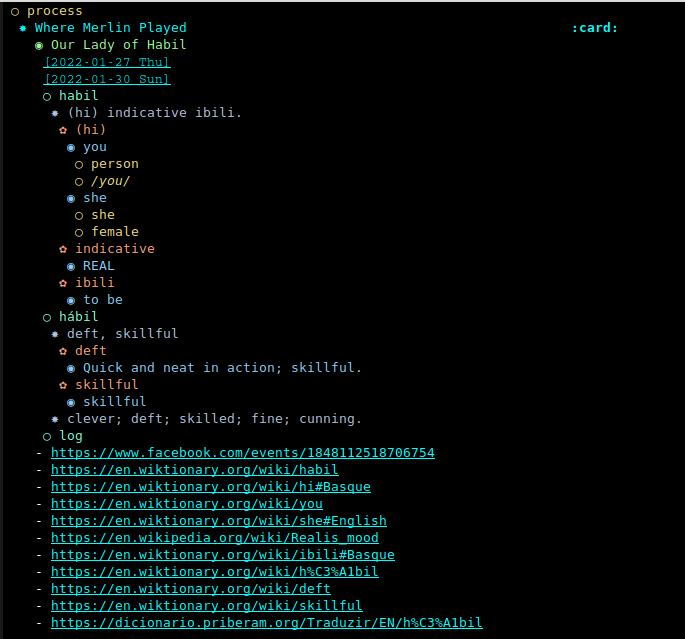 process
Where Merlin Played :card:
Our Lady of Habil
[2022-01-27 Thu]
[2022-01-30 Sun]
habil
(hi) indicative ibili.
(hi)
you
person
/you/
she
she
female
indicative
REAL
ibili
to be
hábil
deft, skillful
deft
Quick and neat in action; skillful.
skillful
skillful
clever; deft; skilled; fine; cunning.
log
- https://www.facebook.com/events/1848112518706754
- https://en.wiktionary.org/wiki/habil
- https://en.wiktionary.org/wiki/hi#Basque
- https://en.wiktionary.org/wiki/you
- https://en.wiktionary.org/wiki/she#English
- https://en.wikipedia.org/wiki/Realis_mood
- https://en.wiktionary.org/wiki/ibili#Basque
- https://en.wiktionary.org/wiki/h%C3%A1bil
- https://en.wiktionary.org/wiki/deft
- https://en.wiktionary.org/wiki/skillful
- https://dicionario.priberam.org/Traduzir/EN/h%C3%A1bil